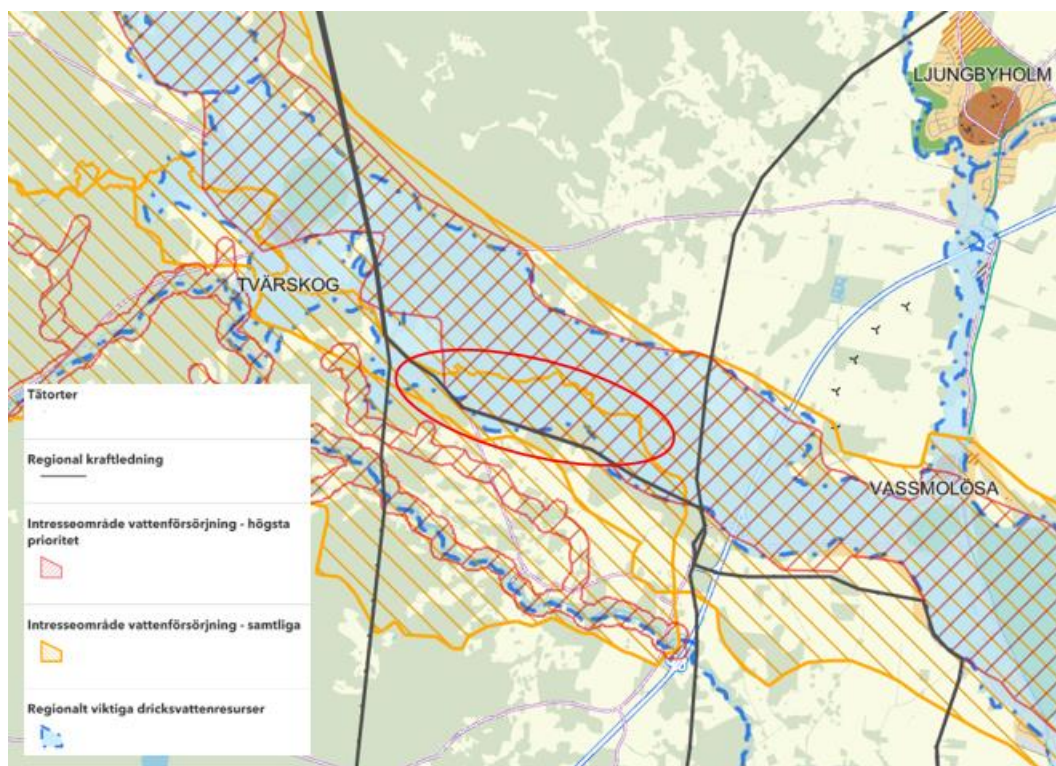 LJUNGBYHOLM
TVÄRSKOG
VASSMOLÖSA
Tätorter
Regional kraftledning
Intresseområde vattenförsörjning - högsta
prioritet
Intresseområde vattenförsörjning - samtliga
Regionalt viktiga dricksvattenresurser